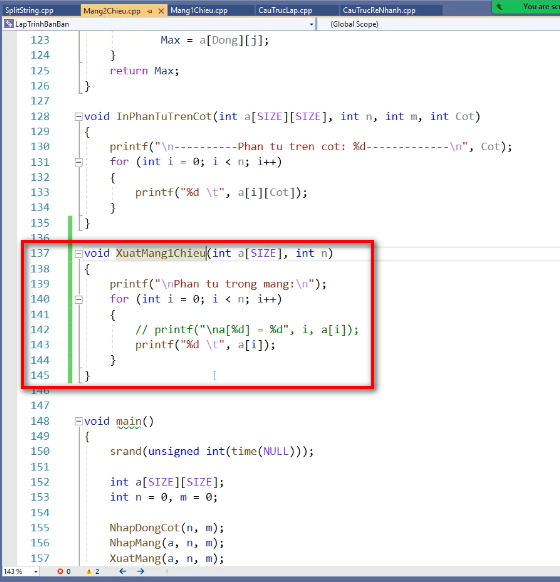 SplitString.cpp Mang2Chieu.cpp Mang1Chieu.cpp CauTrucLap.cpp CauTrucReNhanh.cpp You are scr
LapTrinhBanBan (Global Scope)
123 Max = a[Dong][j];
124 }
125 return Max;
126 }
127
128 void InPhanTuTrenCot(int a[SIZE][SIZE], int n, int m, int Cot)
129 {
130 printf("\n----------Phan tu tren cot: %d-------------\n", Cot);
131 for (int i = 0; i < n; i++)
132 {
133 printf("%d \t", a[i][Cot]);
134 }
135 }
136
137 void XuatMang1Chieu(int a[SIZE], int n)
138 {
139 printf("\nPhan tu trong mang:\n");
140 for (int i = 0; i < n; i++)
141 {
142 // printf("\na[%d] = %d", i, a[i]);
143 printf("%d \t", a[i]);
144 }
145 }
146
147
148 void main()
149 {
150 srand(unsigned int(time(NULL)));
151
152 int a[SIZE][SIZE];
153 int n = 0, m = 0;
154
155 NhapDongCot(n, m);
156 NhapMang(a, n, m);
157 XuatMang(a, n, m);
143 % 0 2